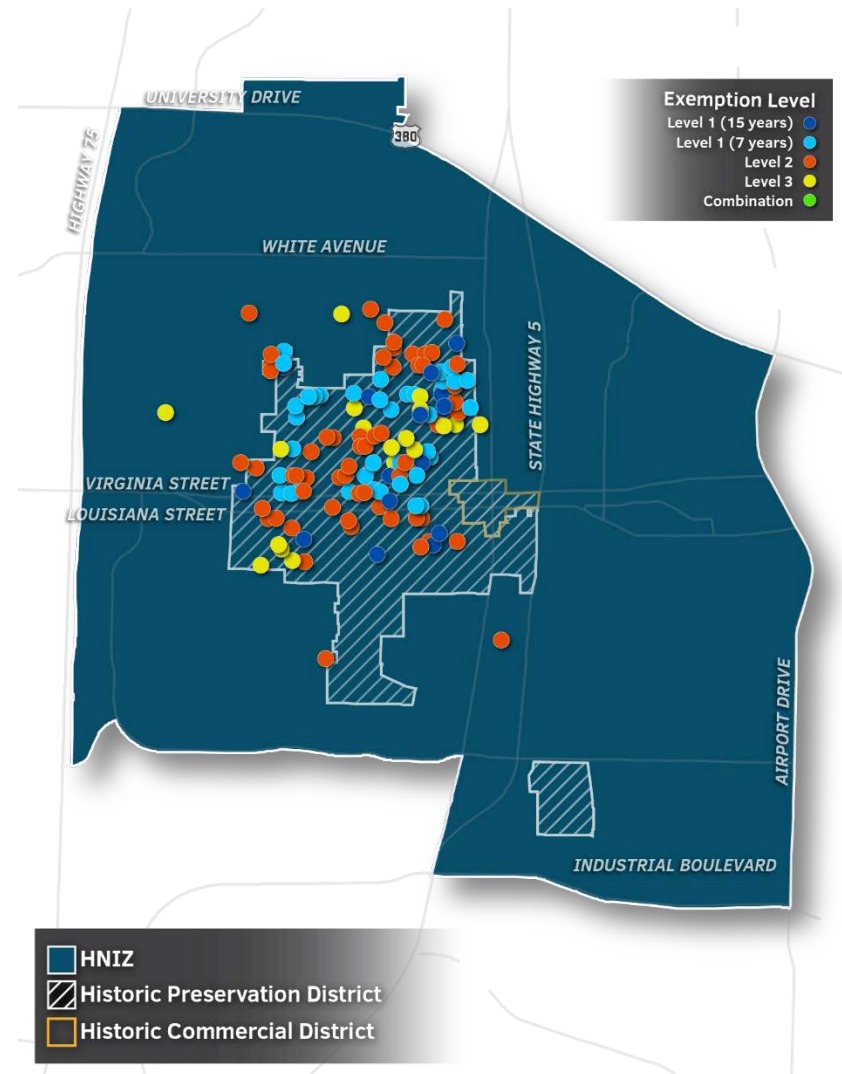 UNIVERSITY DRIVE
380
HIGHWAY 75
Exemption Level
Level 1 (15 years)
Level 1 (7 years)
Level 2
Level 3
Combination
WHITE AVENUE
STATE HIGHWAY 5
VIRGINIA STREET
LOUISIANA STREET
AIRPORT DRIVE
INDUSTRIAL BOULEVARD
HNIZ
Historic Preservation District
Historic Commercial District